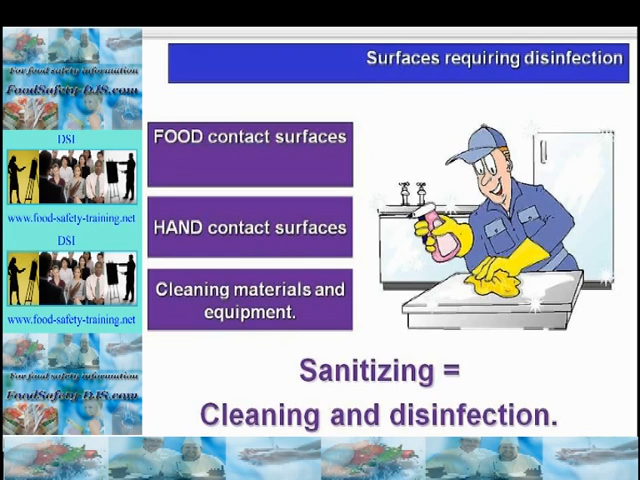 Surfaces requiring disinfection
For food safety information
FoodSafety-DJS.com
DSI
www.food-safety-training.net
DSI
www.food-safety-training.net
For food safety information
FoodSafety-DJS.com
FOOD contact surfaces
HAND contact surfaces
Cleaning materials and
equipment.
Sanitizing =
Cleaning and disinfection.